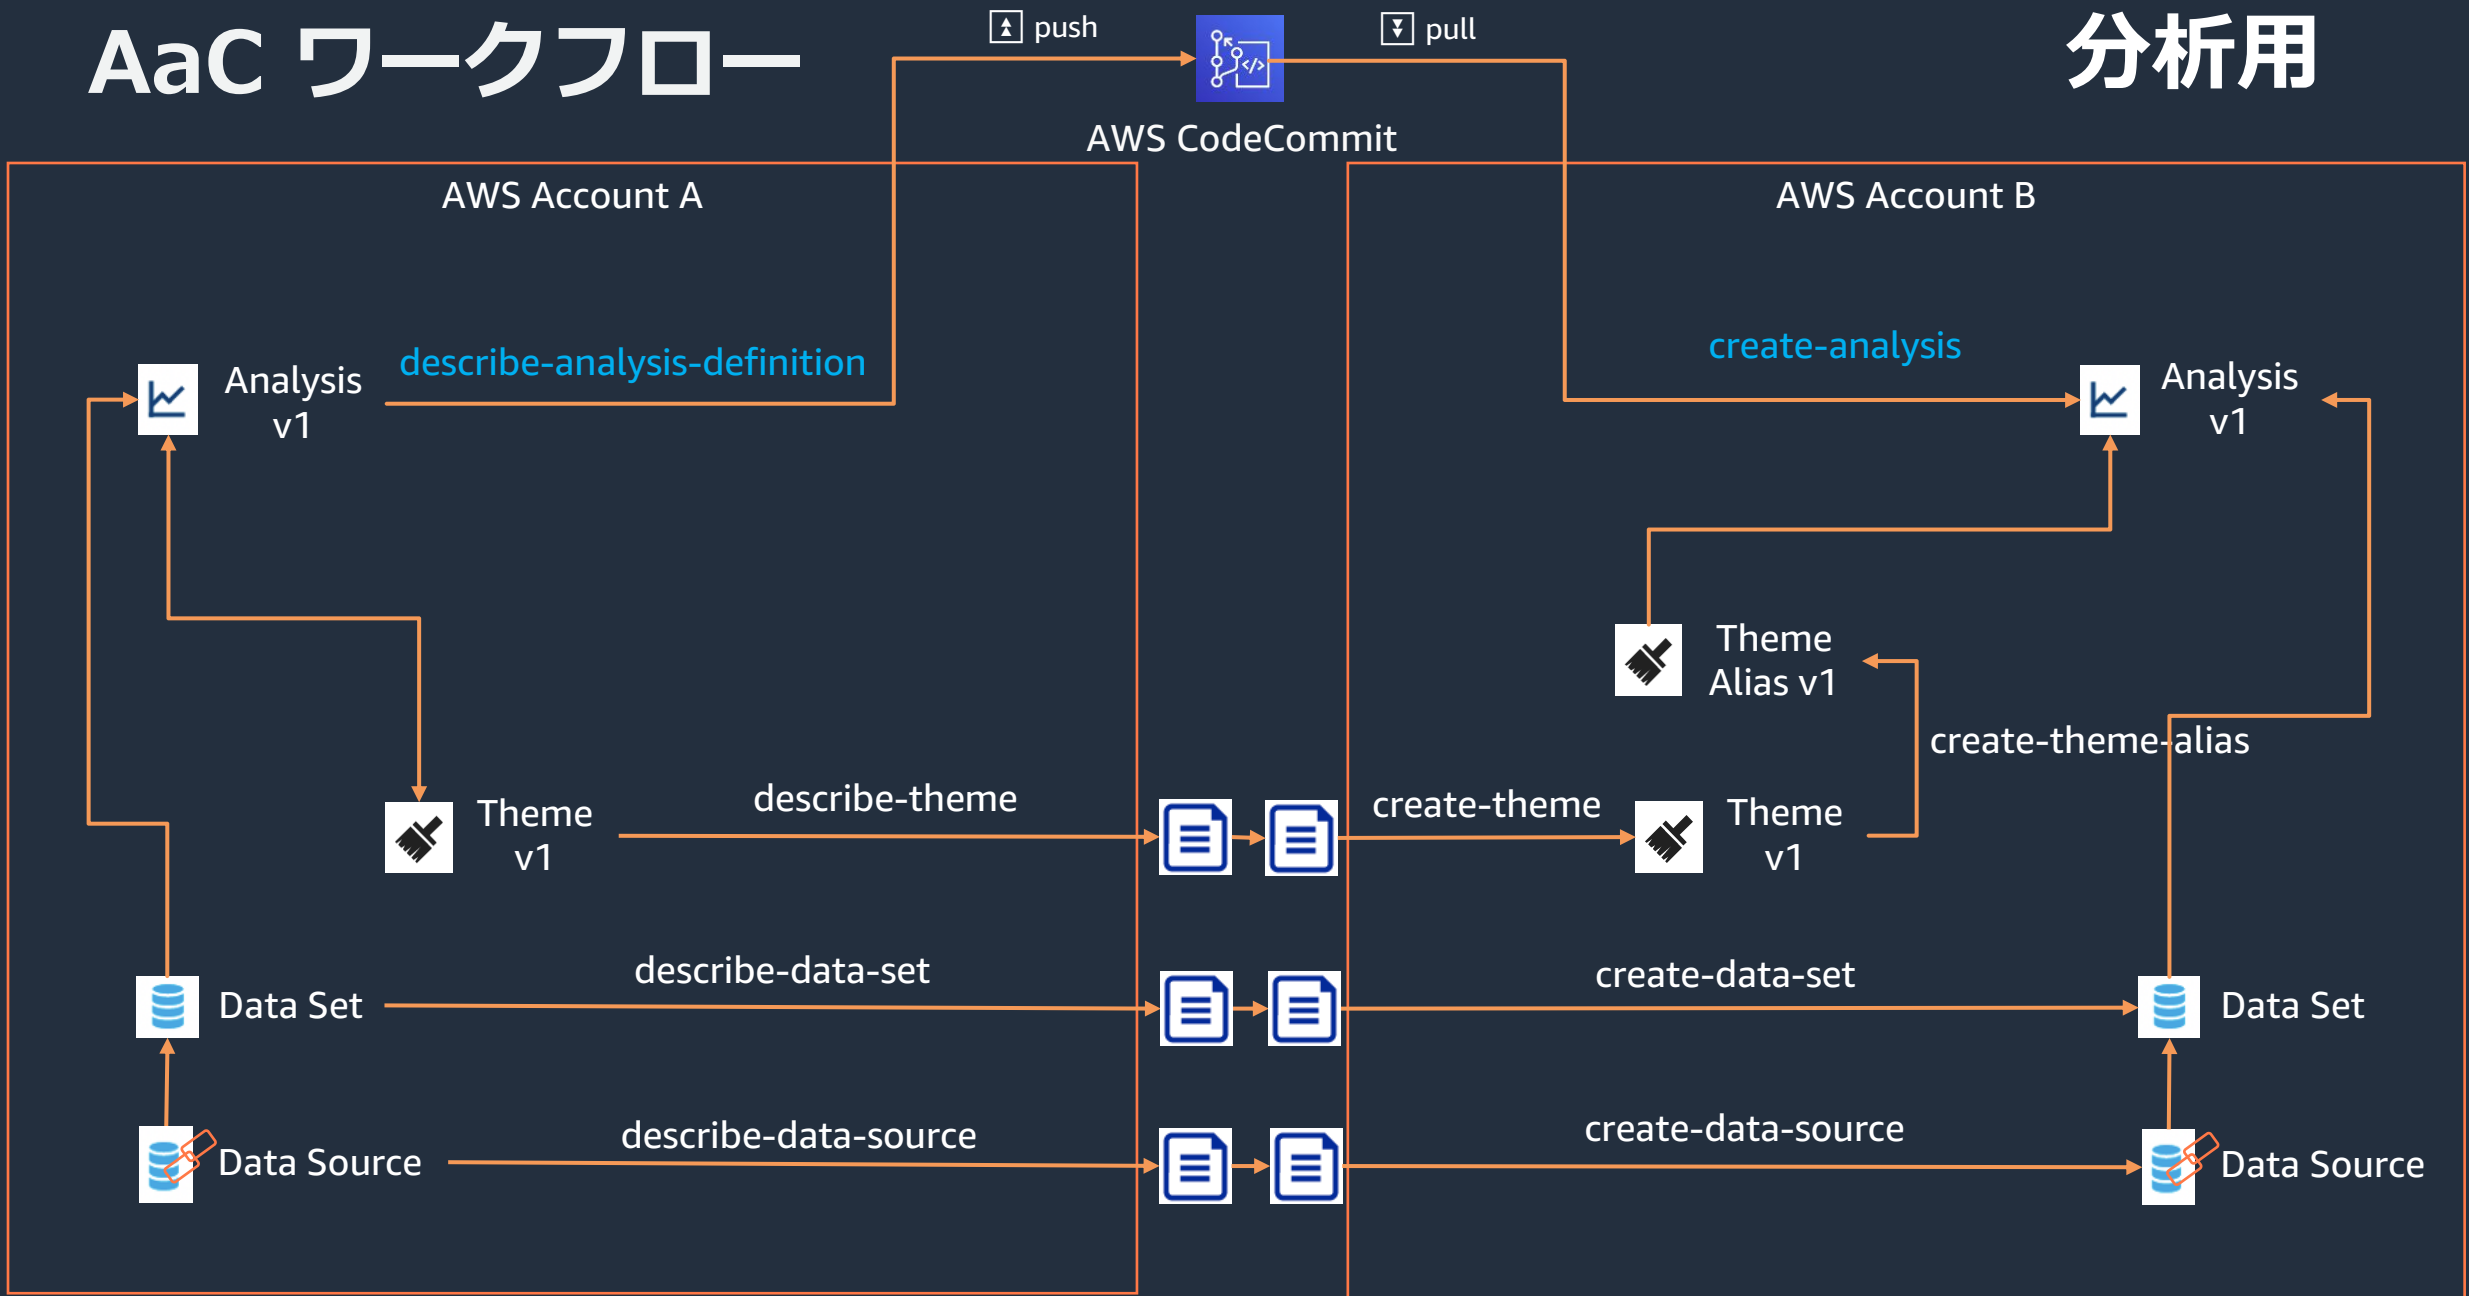 AaC ワークフロー
push
pull
分析用
AWS CodeCommit
AWS Account A
AWS Account B
Analysis
v1
describe-analysis-definition
create-analysis
Analysis
v1
Theme
Alias v1
create-theme-alias
Theme
v1
describe-theme
create-theme
Theme
v1
Data Set
describe-data-set
create-data-set
Data Set
Data Source
describe-data-source
create-data-source
Data Source